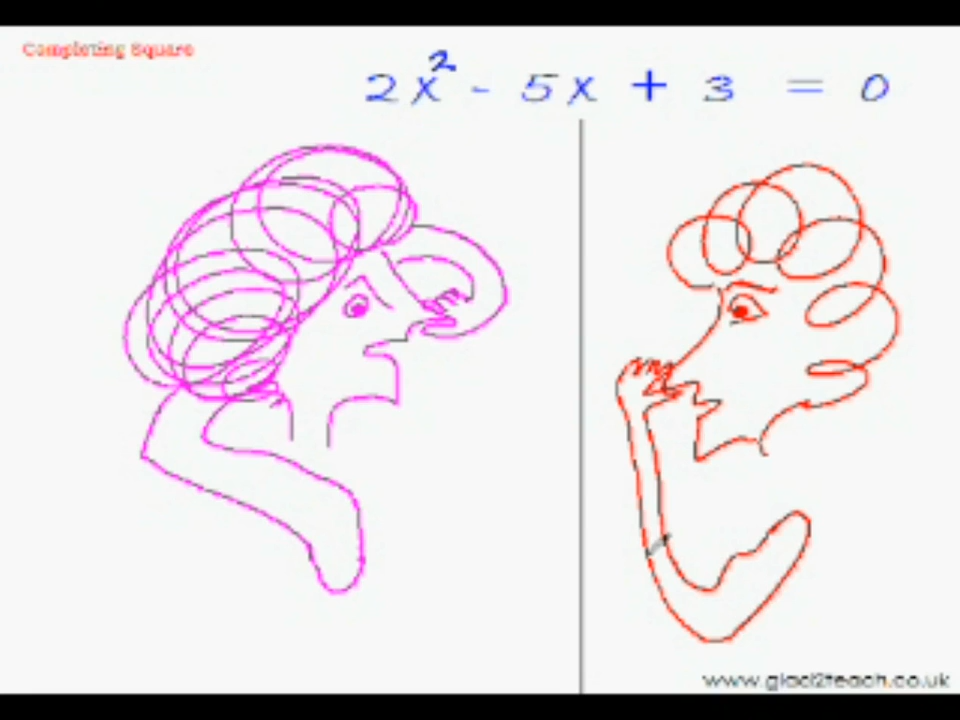 Completing Square
2x² - 5x + 3 = 0
www.glad2teach.co.uk